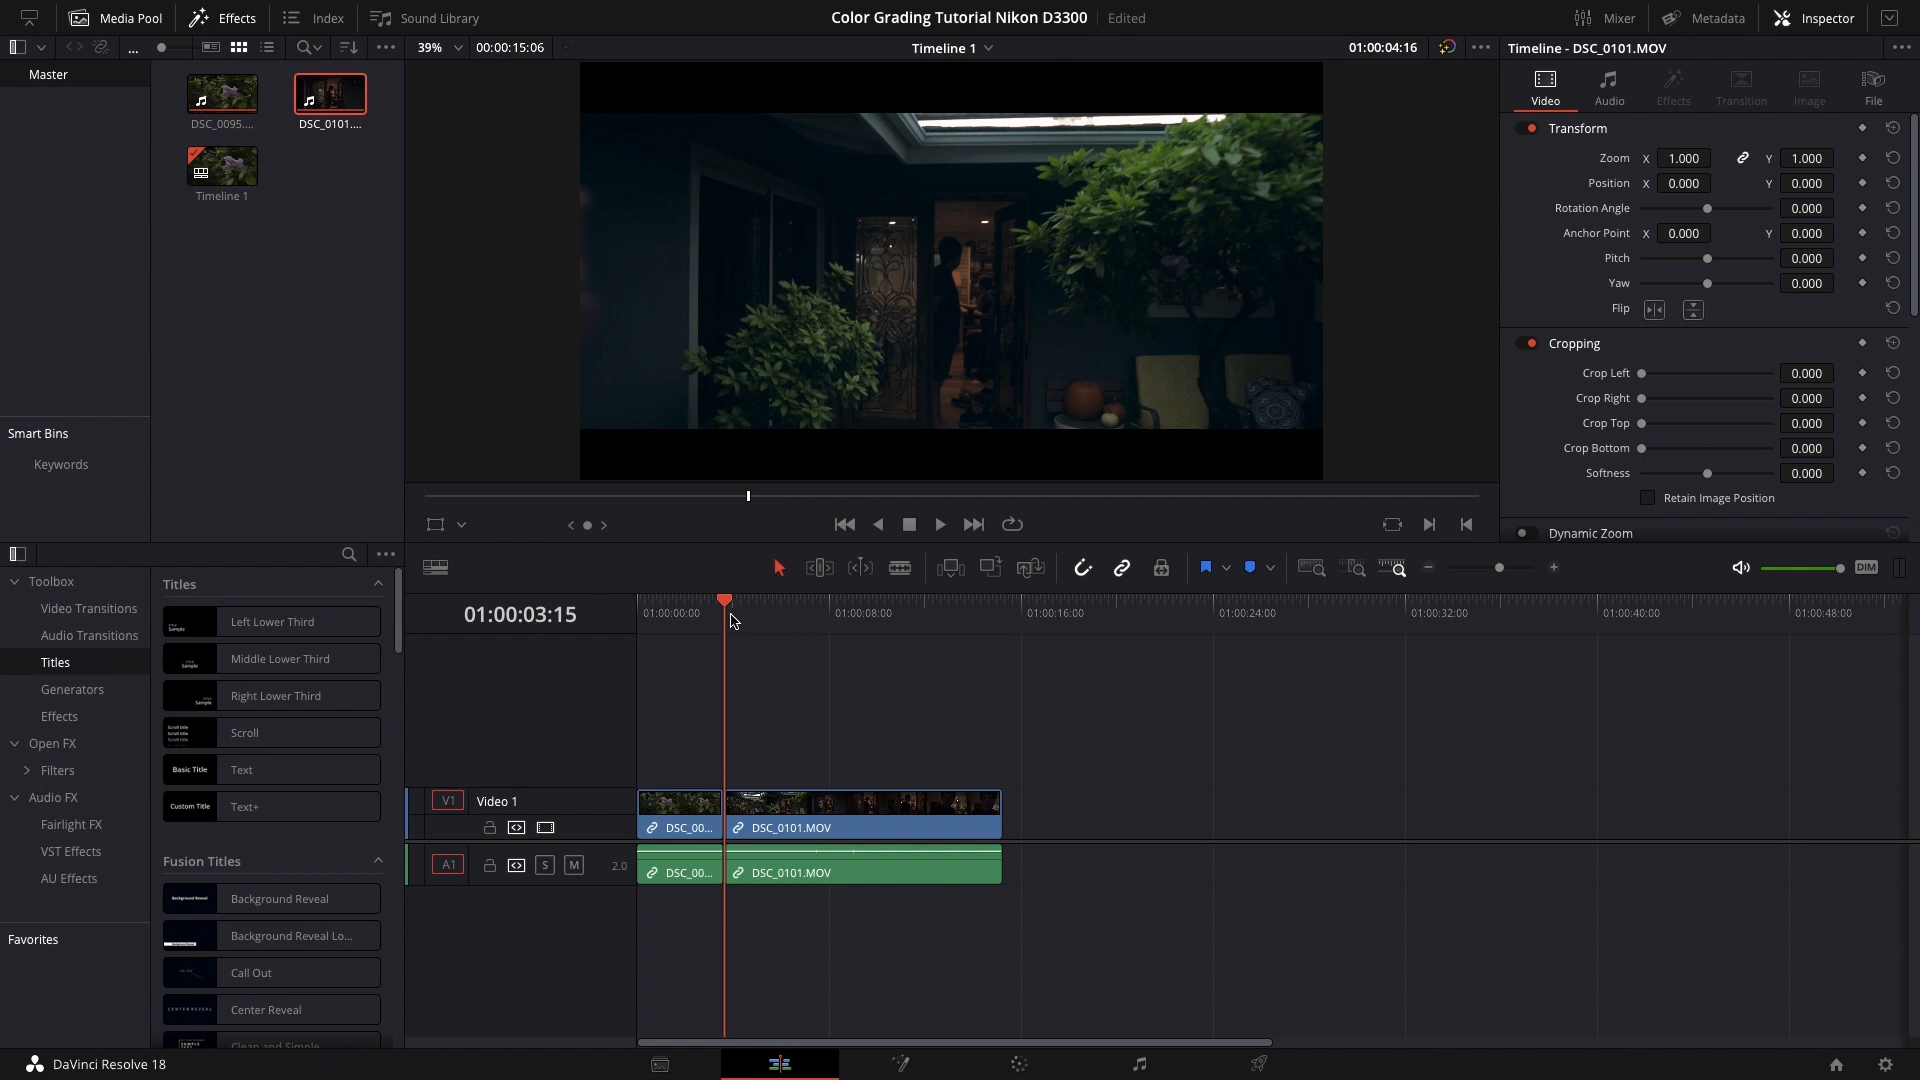 Media Pool
Effects
Index
Sound Library
Color Grading Tutorial Nikon D3300
Edited
Mixer
Metadata
Inspector
...
39%
00:00:15:06
Timeline 1
01:00:04:16
Timeline - DSC_0101.MOV
Master
DSC_0095....
DSC_0101....
Timeline 1
Smart Bins
Keywords
Video
Audio
Effects
Transition
Image
File
Transform
Zoom X 1.000 Y 1.000
Position X 0.000 Y 0.000
Rotation Angle 0.000
Anchor Point X 0.000 Y 0.000
Pitch 0.000
Yaw 0.000
Flip
Cropping
Crop Left 0.000
Crop Right 0.000
Crop Top 0.000
Crop Bottom 0.000
Softness 0.000
Retain Image Position
Dynamic Zoom
DIM
Toolbox
Video Transitions
Audio Transitions
Titles
Generators
Effects
Open FX
Filters
Audio FX
Fairlight FX
VST Effects
AU Effects
Favorites
Titles
Left Lower Third
Middle Lower Third
Right Lower Third
Scroll
Basic Title Text
Custom Title Text+
Fusion Titles
Background Reveal Background Reveal
Background Reveal Lo...
Call Out
CENTER REVEAL Center Reveal
Clean and Simple
01:00:03:15
01:00:00:00
01:00:08:00
01:00:16:00
01:00:24:00
01:00:32:00
01:00:40:00
01:00:48:00
V1 Video 1
DSC_00...
DSC_0101.MOV
A1 S M 2.0
DSC_00...
DSC_0101.MOV
DaVinci Resolve 18